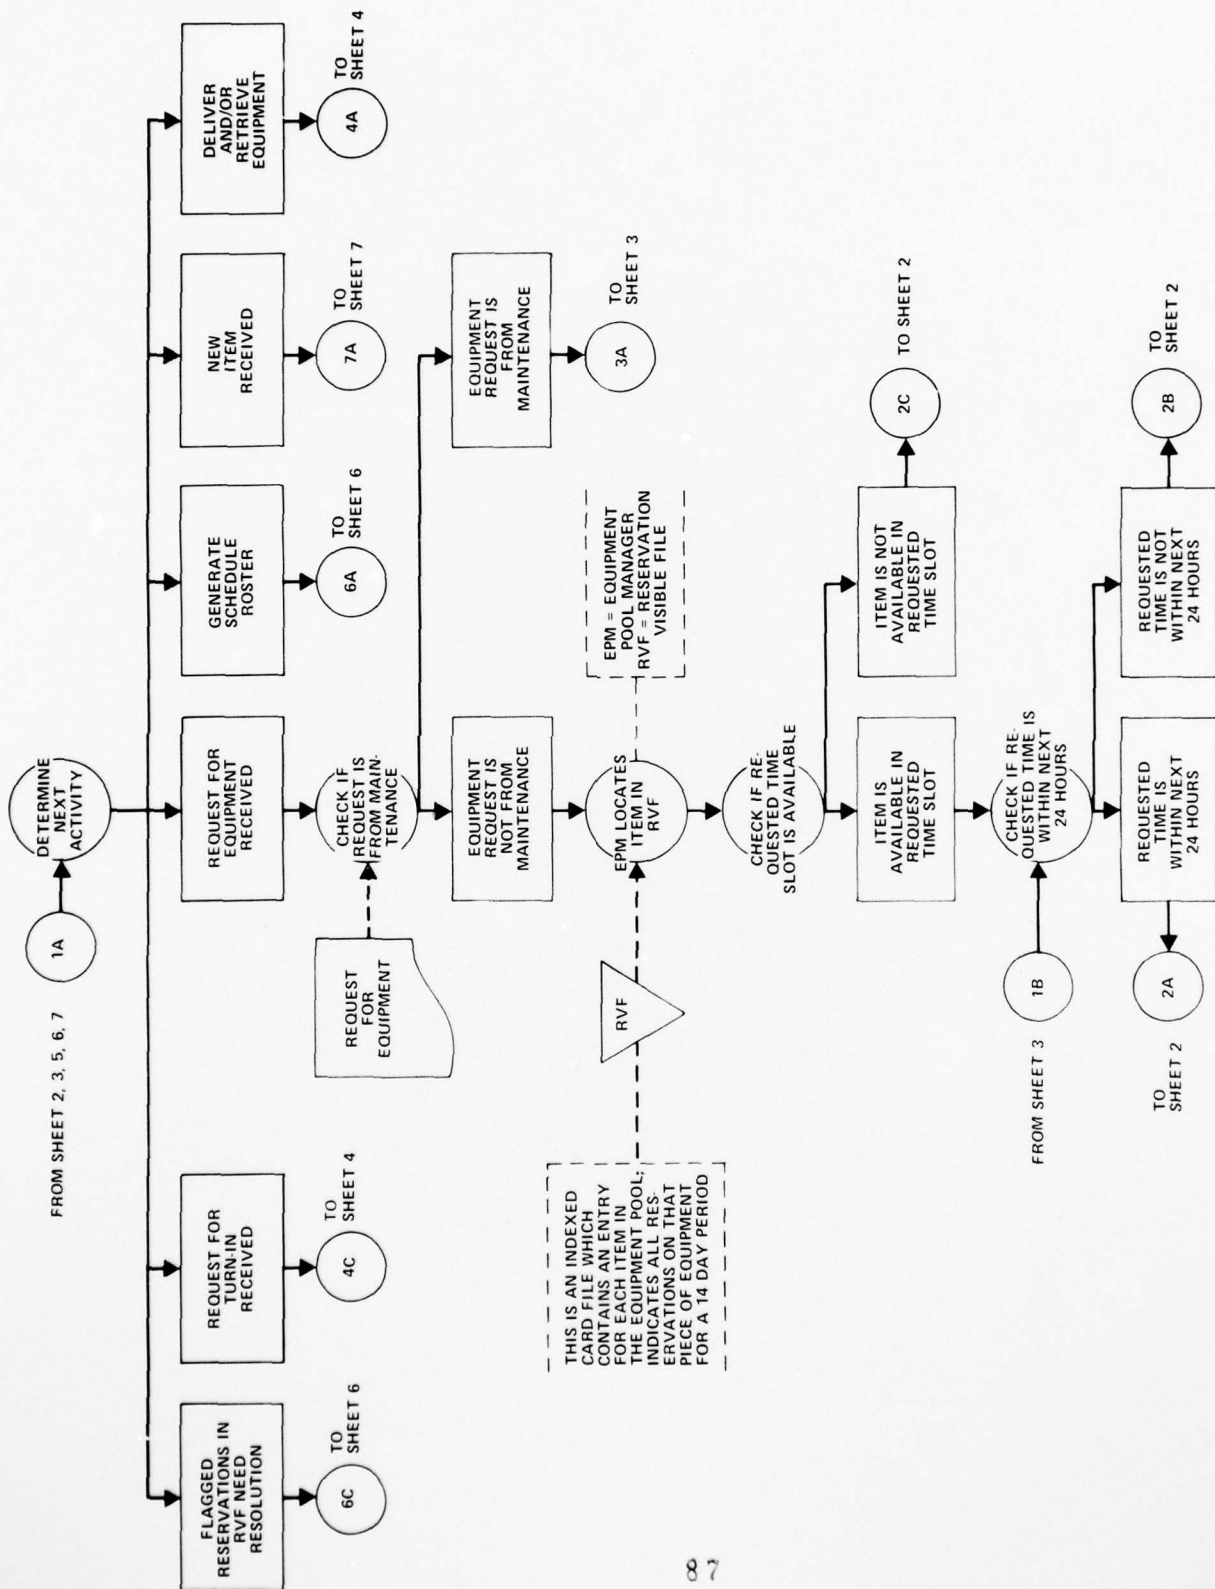 FROM SHEET 2, 3, 5, 6, 7
1A
DETERMINE
NEXT
ACTIVITY
FLAGGED
RESERVATIONS IN
RVF NEED
RESOLUTION
6C
TO
SHEET 6
REQUEST FOR
TURN-IN
RECEIVED
4C
TO
SHEET 4
REQUEST FOR
EQUIPMENT
RECEIVED
GENERATE
SCHEDULE
ROSTER
6A
TO
SHEET 6
NEW
ITEM
RECEIVED
7A
TO
SHEET 7
DELIVER
AND/OR
RETRIEVE
EQUIPMENT
4A
TO
SHEET 4
REQUEST
FOR
EQUIPMENT
CHECK IF
REQUEST IS
FROM MAIN-
TENANCE
EQUIPMENT
REQUEST IS
NOT FROM
MAINTENANCE
EQUIPMENT
REQUEST IS
FROM
MAINTENANCE
3A
TO
SHEET 3
THIS IS AN INDEXED
CARD FILE WHICH
CONTAINS AN ENTRY
FOR EACH ITEM IN
THE EQUIPMENT POOL;
INDICATES ALL RES-
ERVATIONS ON THAT
PIECE OF EQUIPMENT
FOR A 14 DAY PERIOD
RVF
EPM LOCATES
ITEM IN
RVF
EPM = EQUIPMENT
POOL MANAGER
RVF = RESERVATION
VISIBLE FILE
CHECK IF RE-
QUESTED TIME
SLOT IS AVAILABLE
ITEM IS
AVAILABLE IN
REQUESTED
TIME SLOT
ITEM IS NOT
AVAILABLE IN
REQUESTED
TIME SLOT
2C
TO SHEET 2
FROM SHEET 3
1B
CHECK IF RE-
QUESTED TIME IS
WITHIN NEXT
24 HOURS
TO
SHEET 2
2A
REQUESTED
TIME IS
WITHIN NEXT
24 HOURS
REQUESTED
TIME IS NOT
WITHIN NEXT
24 HOURS
2B
TO
SHEET 2
87